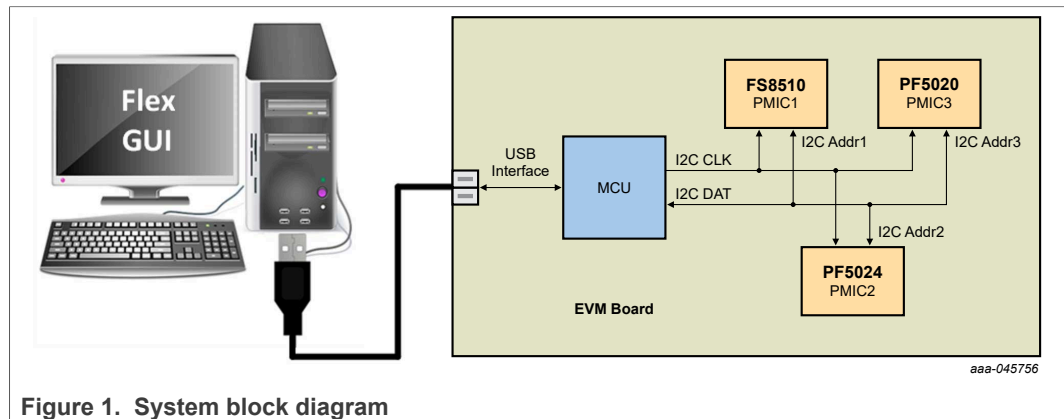 Flex
GUI
USB
Interface
MCU
I2C CLK
I2C DAT
FS8510
PMIC1
I2C Addr1
PF5020
PMIC3
I2C Addr3
I2C Addr2
PF5024
PMIC2
EVM Board
aaa-045756
Figure 1. System block diagram